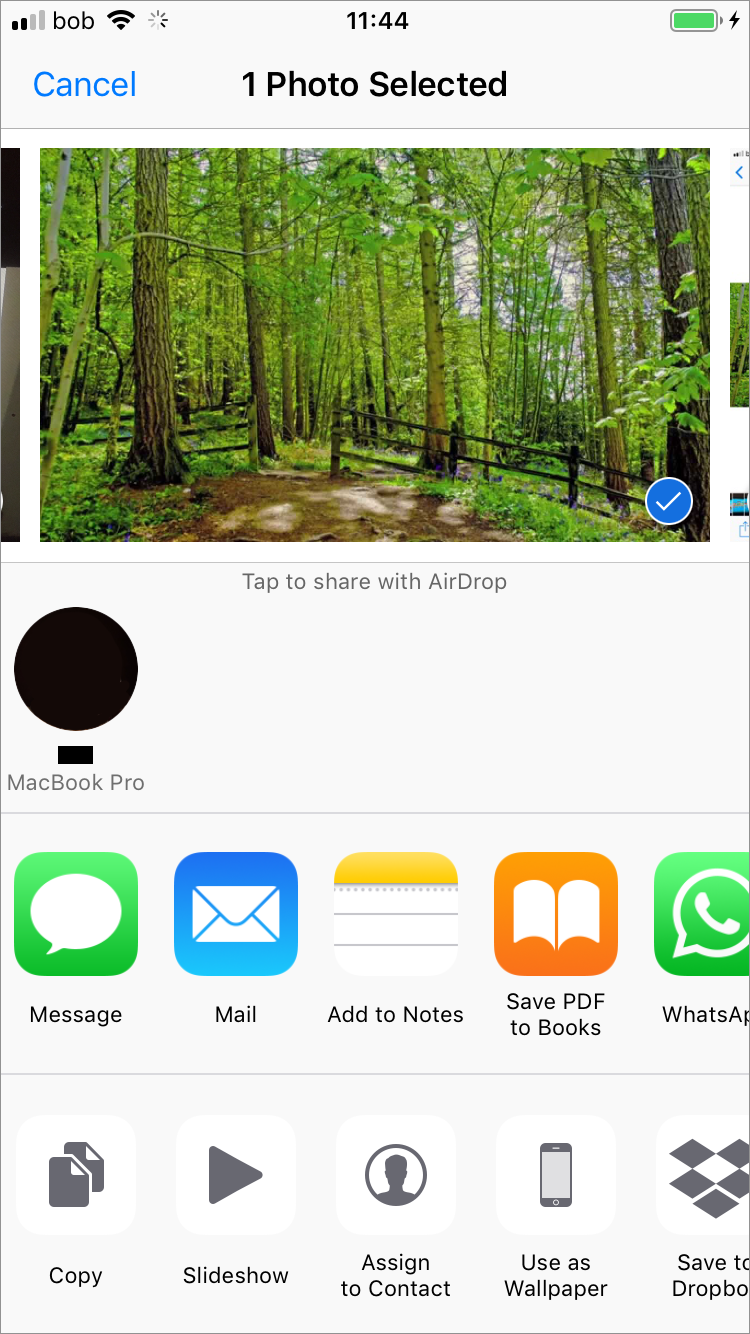 bob 11:44
Cancel 1 Photo Selected
Tap to share with AirDrop
MacBook Pro
Message Mail Add to Notes Save PDF
to Books WhatsAp
Copy Slideshow Assign
to Contact Use as
Wallpaper Save to
Dropbo